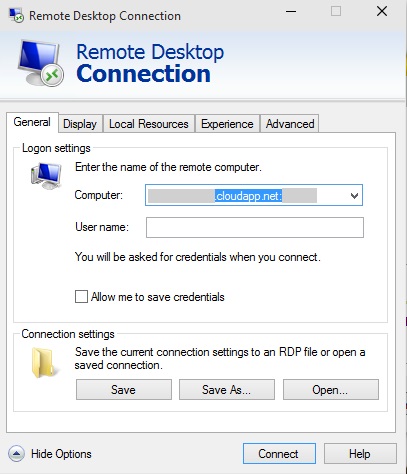 Remote Desktop Connection
Remote Desktop
Connection
General Display Local Resources Experience Advanced
Logon settings
Enter the name of the remote computer.
Computer: .cloudapp.net:
User name:
You will be asked for credentials when you connect.
Allow me to save credentials
Connection settings
Save the current connection settings to an RDP file or open a
saved connection.
Save Save As... Open...
Hide Options Connect Help